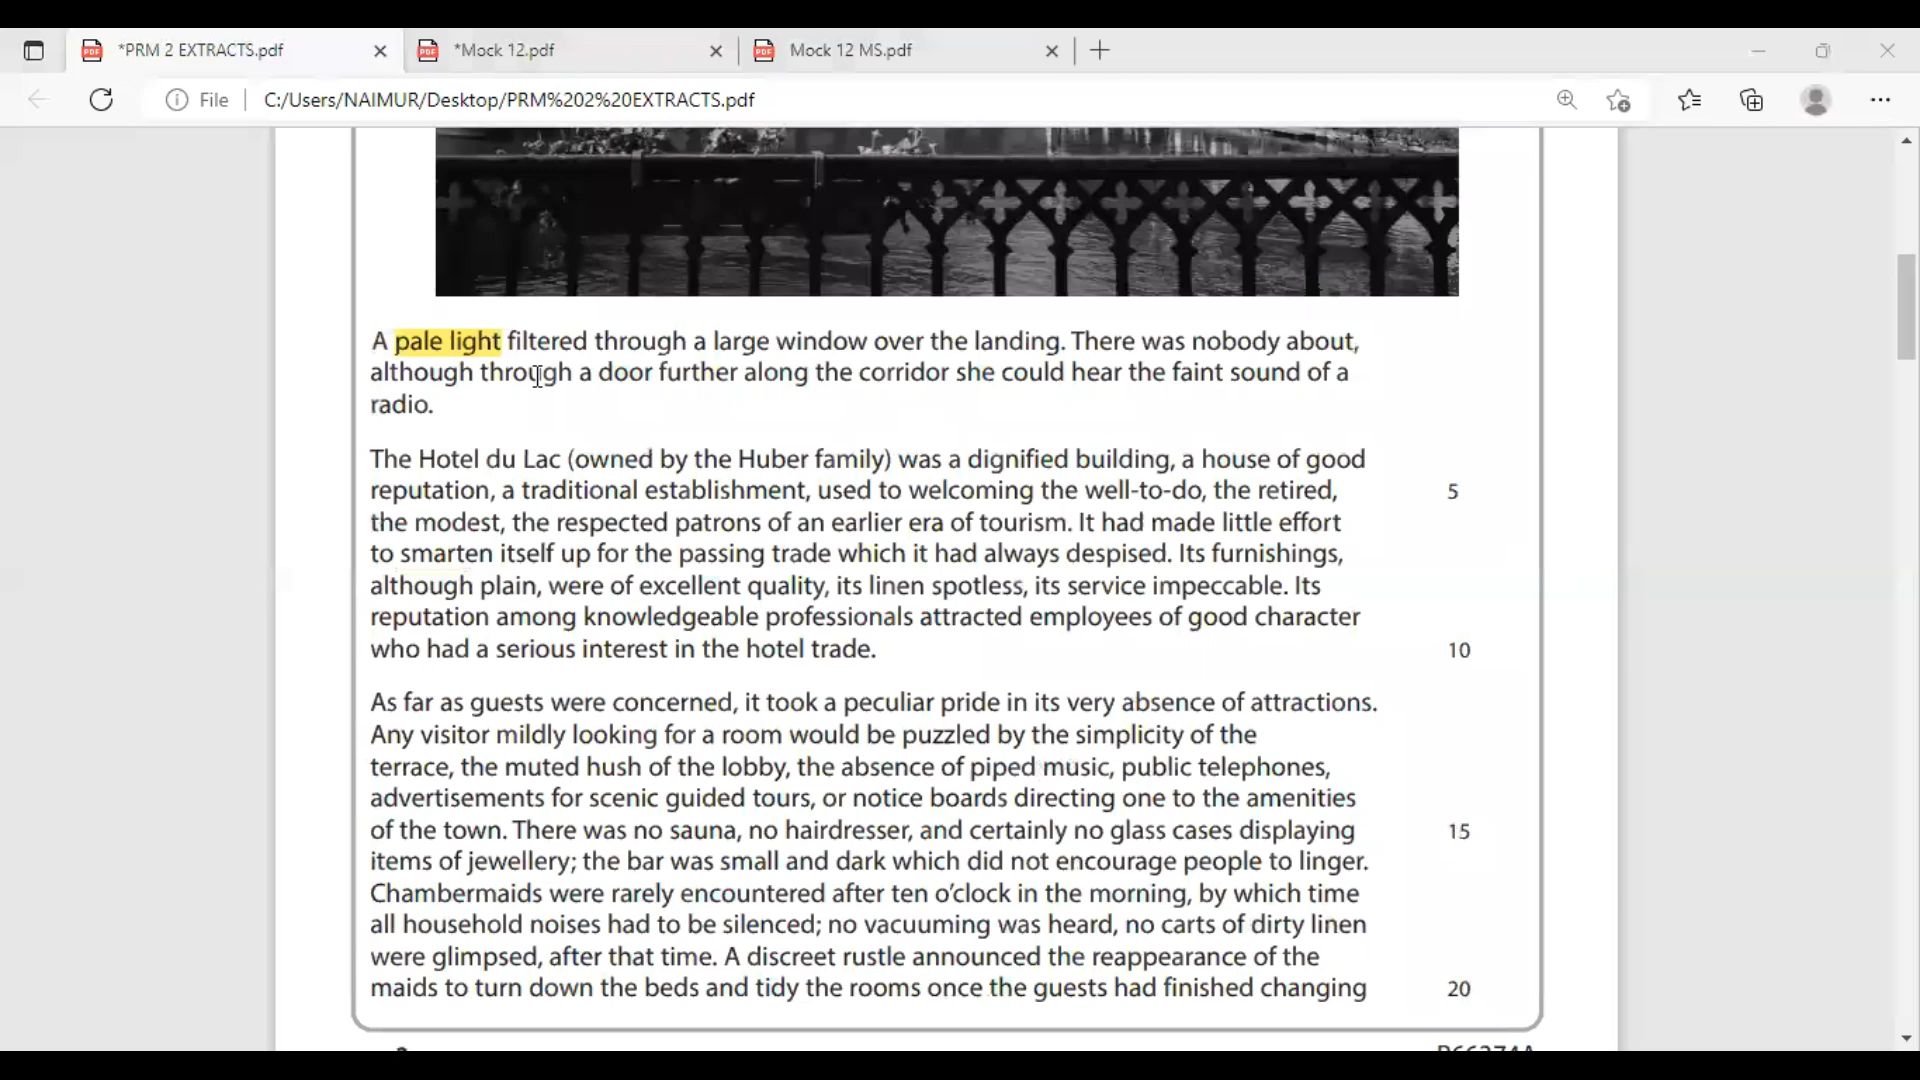 *PRM 2 EXTRACTS.pdf
*Mock 12.pdf
Mock 12 MS.pdf
File
C:/Users/NAIMUR/Desktop/PRM%202%20EXTRACTS.pdf
A pale light filtered through a large window over the landing. There was nobody about,
although through a door further along the corridor she could hear the faint sound of a
radio.
The Hotel du Lac (owned by the Huber family) was a dignified building, a house of good
reputation, a traditional establishment, used to welcoming the well-to-do, the retired, 5
the modest, the respected patrons of an earlier era of tourism. It had made little effort
to smarten itself up for the passing trade which it had always despised. Its furnishings,
although plain, were of excellent quality, its linen spotless, its service impeccable. Its
reputation among knowledgeable professionals attracted employees of good character
who had a serious interest in the hotel trade. 10
As far as guests were concerned, it took a peculiar pride in its very absence of attractions.
Any visitor mildly looking for a room would be puzzled by the simplicity of the
terrace, the muted hush of the lobby, the absence of piped music, public telephones,
advertisements for scenic guided tours, or notice boards directing one to the amenities
of the town. There was no sauna, no hairdresser, and certainly no glass cases displaying 15
items of jewellery; the bar was small and dark which did not encourage people to linger.
Chambermaids were rarely encountered after ten o’clock in the morning, by which time
all household noises had to be silenced; no vacuuming was heard, no carts of dirty linen
were glimpsed, after that time. A discreet rustle announced the reappearance of the
maids to turn down the beds and tidy the rooms once the guests had finished changing 20